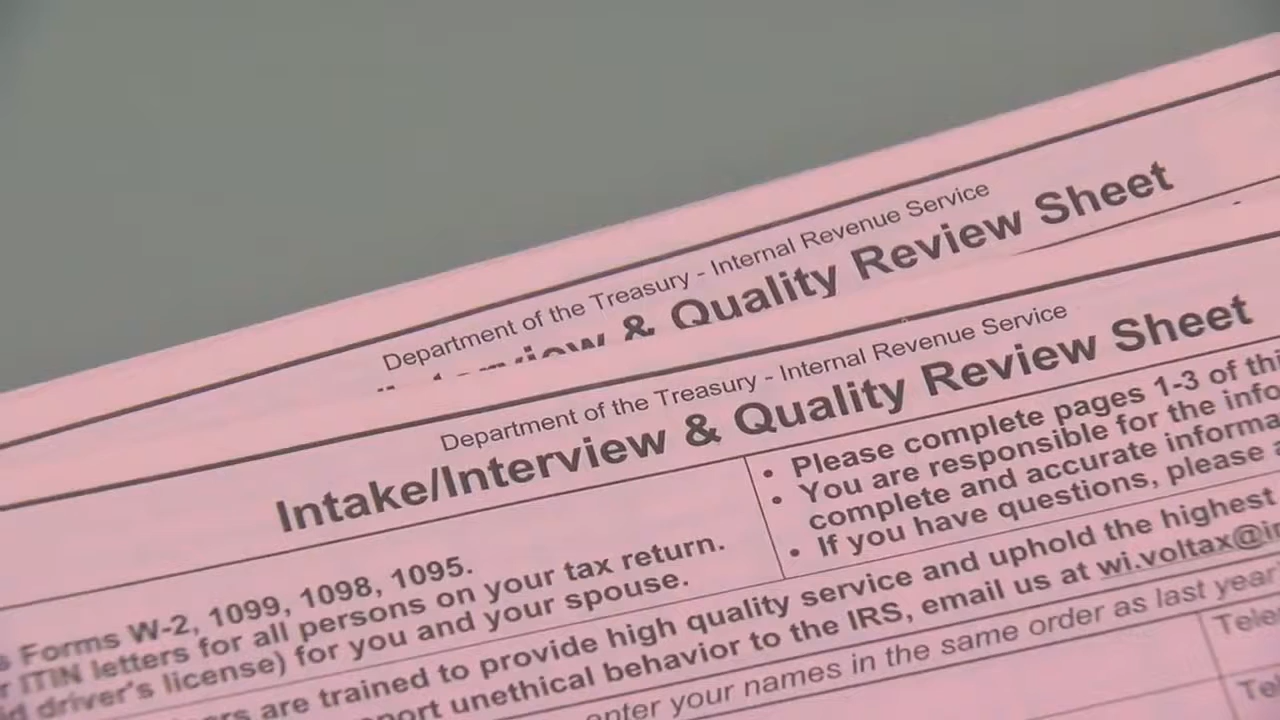 Department of the Treasury - Internal Revenue Service
& Quality Review Sheet
Department of the Treasury - Internal Revenue Service
Intake/Interview & Quality Review Sheet
Forms W-2, 1099, 1098, 1095.
ITIN letters for all persons on your tax return.
driver's license) for you and your spouse.
• Please complete pages 1-3 of
• You are responsible for the
complete and accurate
• If you have questions, please
are trained to provide high quality service and uphold the highest
unethical behavior to the IRS, email us at wi.voltax@
enter your names in the same order as last year